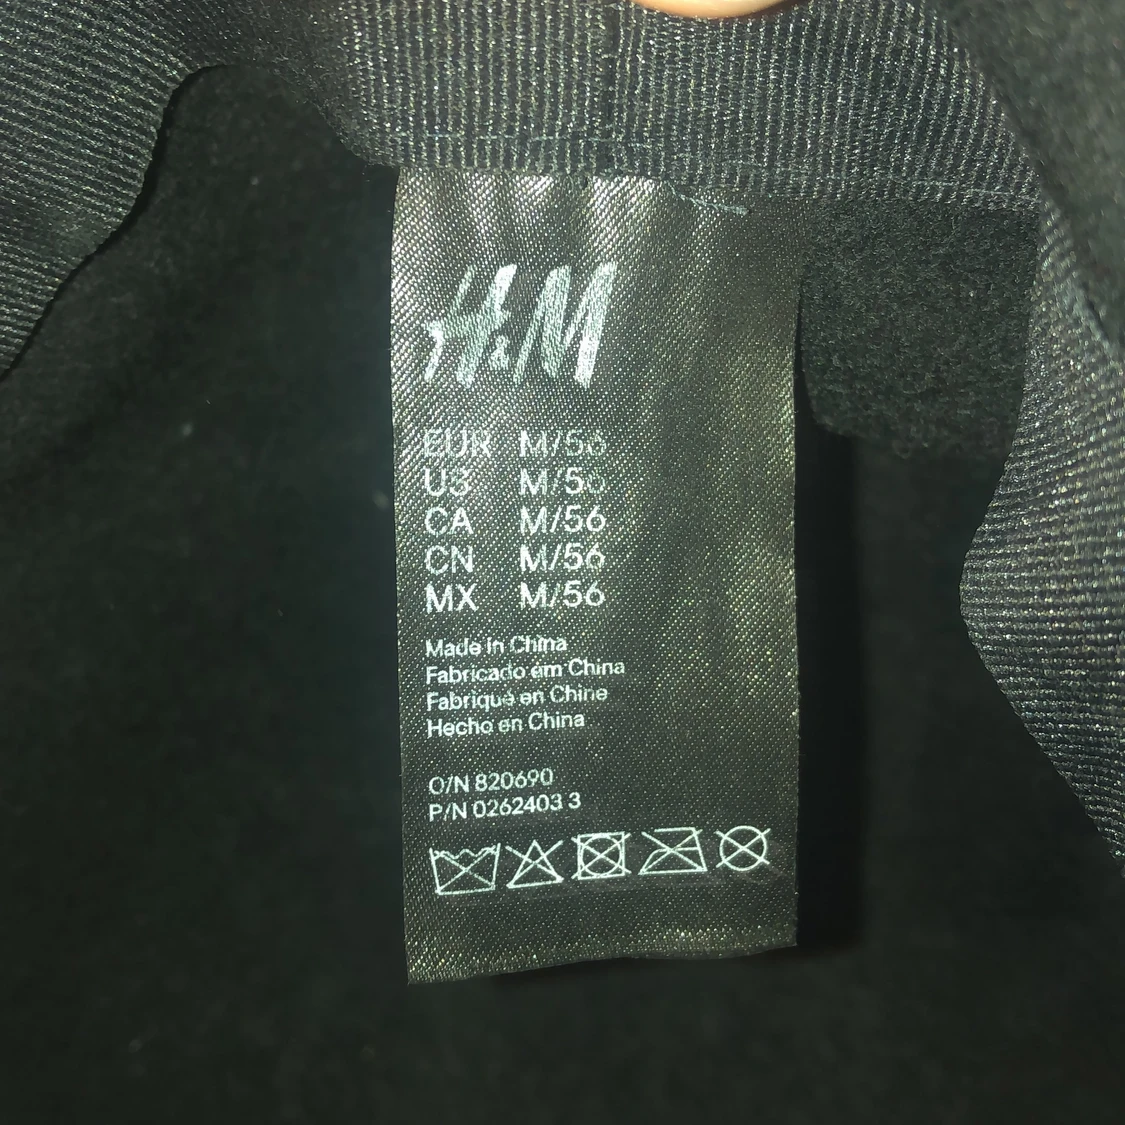 H&M
EUR M/56
US M/56
CA M/56
CN M/56
MX M/56
Made in China
Fabricado em China
Fabriqué en Chine
Hecho en China
O/N 820690
P/N 0262403 3